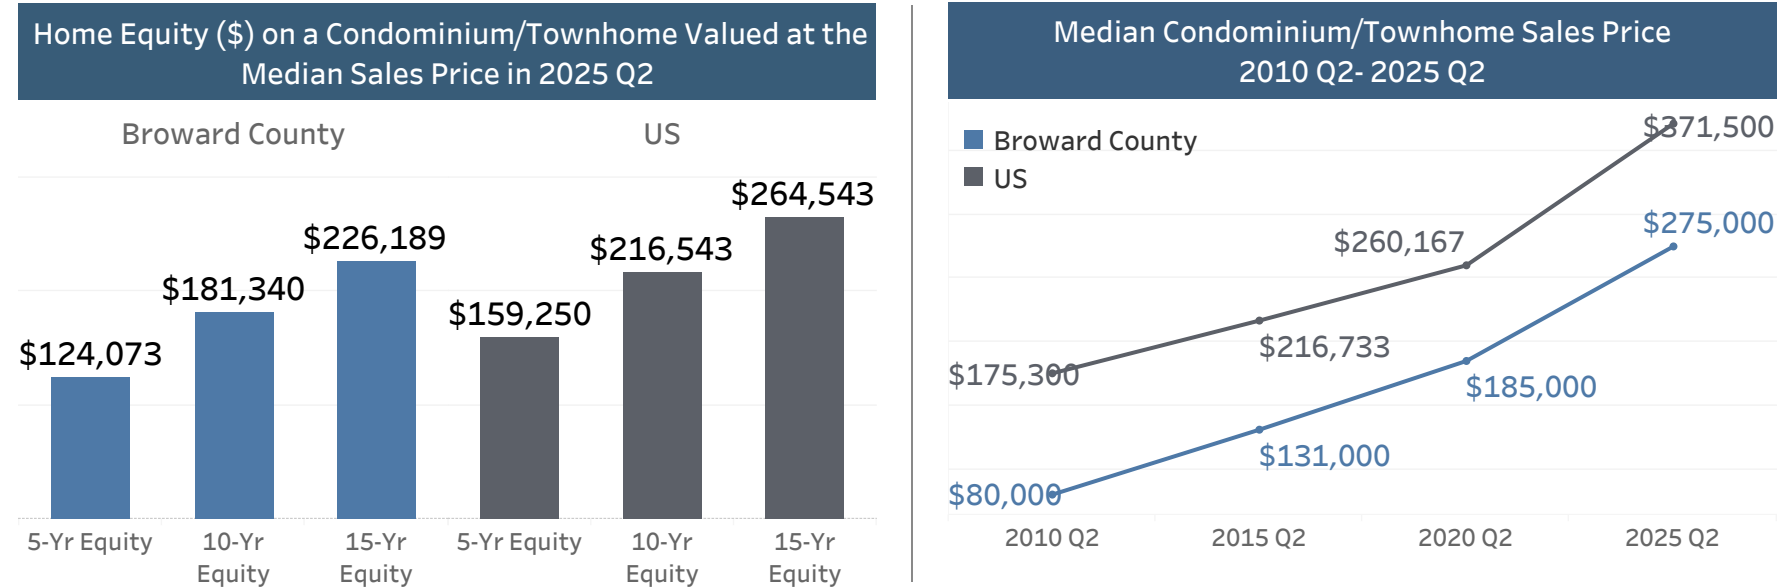 Home Equity ($) on a Condominium/Townhome Valued at the
Median Sales Price in 2025 Q2
Broward County
US
$124,073
$181,340
$226,189
$159,250
$216,543
$264,543
5-Yr Equity
10-Yr
Equity
15-Yr
Equity
5-Yr Equity
10-Yr
Equity
15-Yr
Equity
Median Condominium/Townhome Sales Price
2010 Q2- 2025 Q2
Broward County
US
$175,300
$216,733
$260,167
$371,500
$80,000
$131,000
$185,000
$275,000
2010 Q2
2015 Q2
2020 Q2
2025 Q2